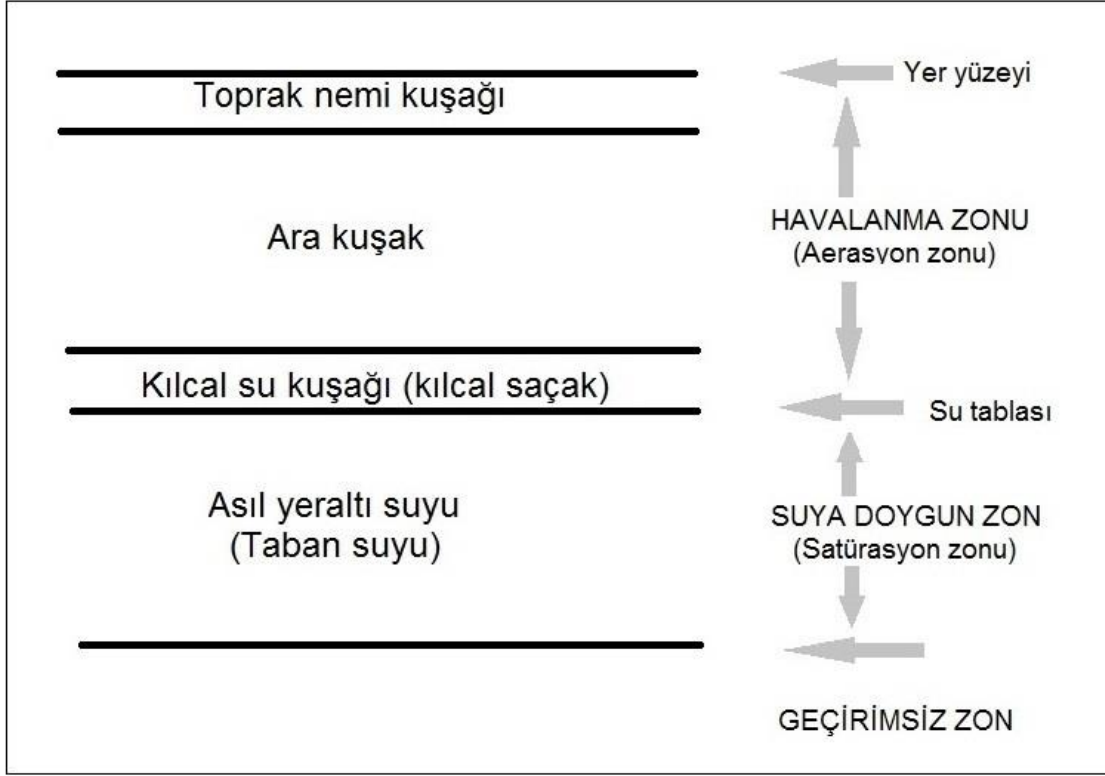 Yer yüzeyi
Toprak nemi kuşağı
HAVALANMA ZONU
(Aerasyon zonu)
Ara kuşak
Kılcal su kuşağı (kılcal saçak)
Su tablası
Asıl yeraltı suyu
(Taban suyu)
SUYA DOYGUN ZON
(Satürasyon zonu)
GEÇİRİMSİZ ZON